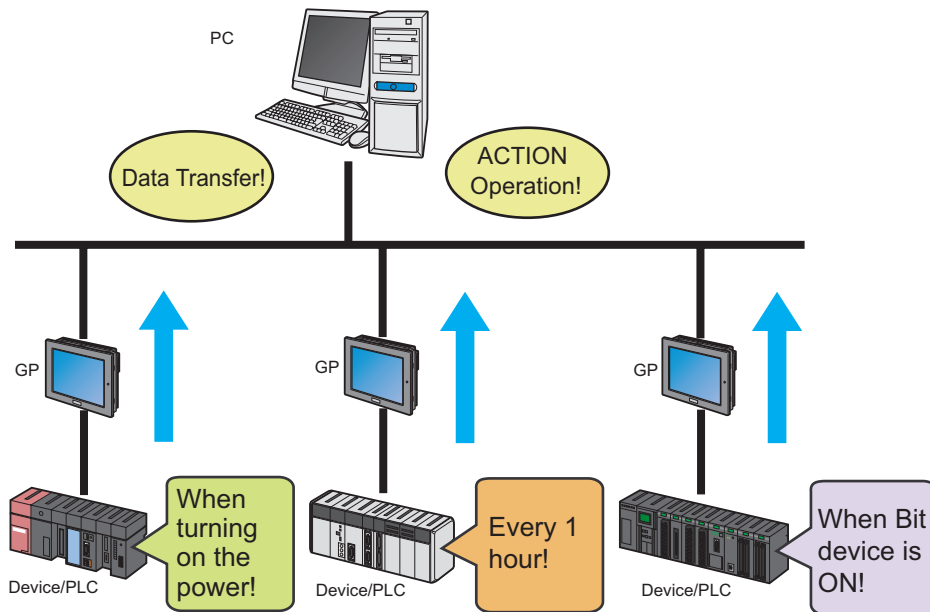 PC
Data Transfer!
ACTION
Operation!
GP
GP
GP
When
turning
on the
power!
Every 1
hour!
When Bit
device is
ON!
Device/PLC
Device/PLC
Device/PLC